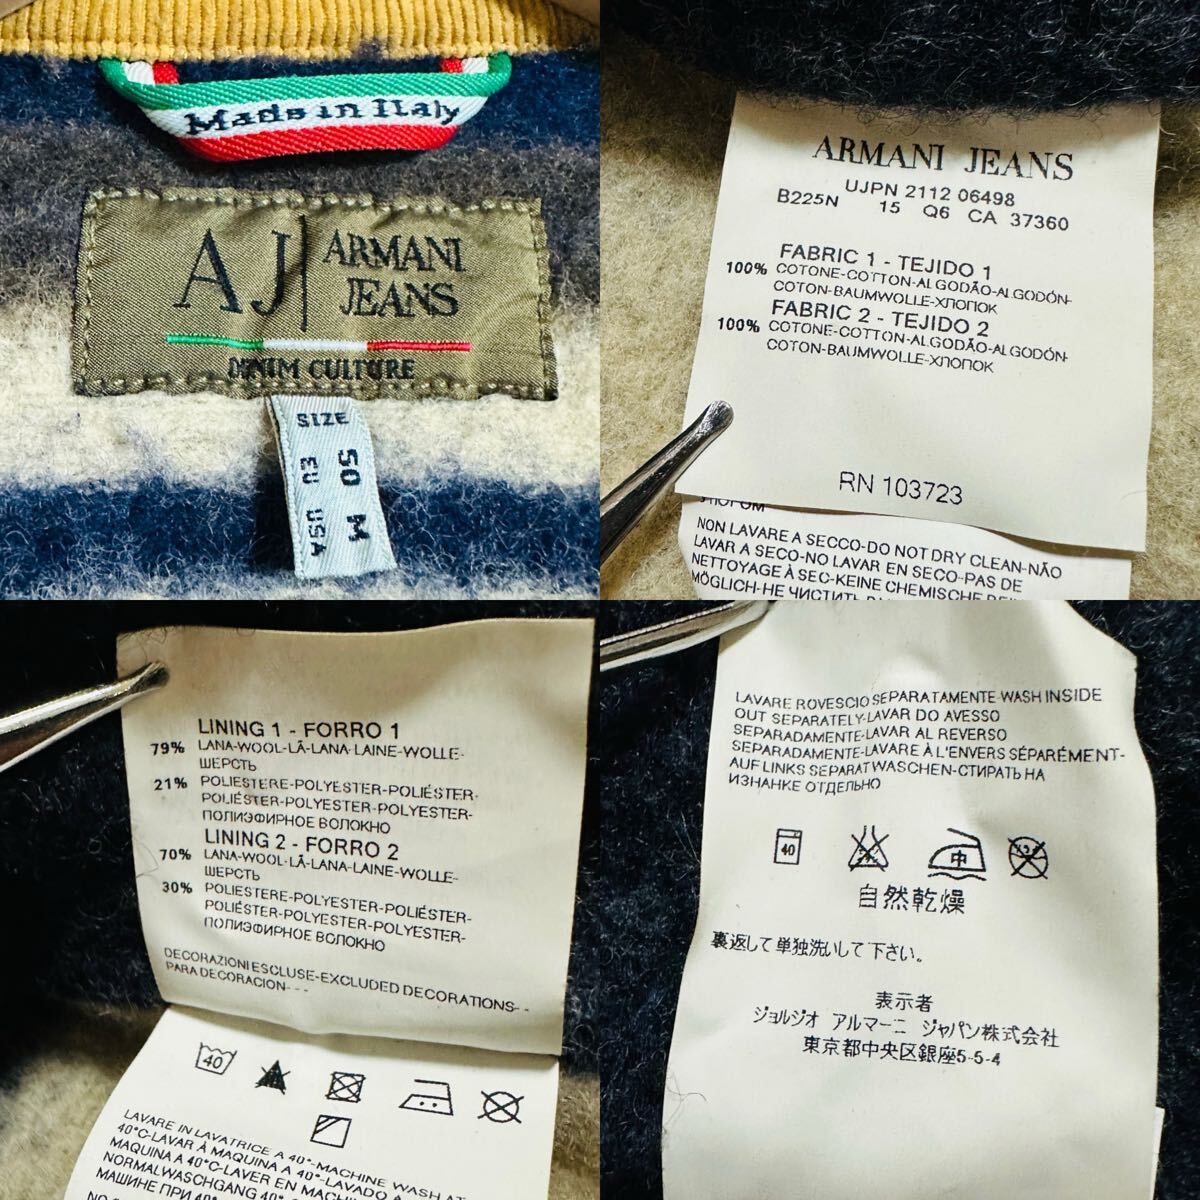 Made in Italy
AJ ARMANI
JEANS
DENIM CULTURE
SIZE
EU 50
USA M
ARMANI JEANS
UJPN 2112 06498
B225N 15 Q6 CA 37360
FABRIC 1 - TEJIDO 1
100% COTONE-COTTON-ALGODÃO-ALGODÓN-
COTON-BAUMWOLLE-ХЛОПОК
FABRIC 2 - TEJIDO 2
100% COTONE-COTTON-ALGODÃO-ALGODÓN-
COTON-BAUMWOLLE-ХЛОПОК
RN 103723
NON LAVARE A SECCO-DO NOT DRY CLEAN-NÃO
LAVAR A SECO-NO LAVAR EN SECO-PAS DE
NETTOYAGE À SEC-KEINE CHEMISCHE
MÖGLICH-НЕ ЧИСТИТЬ
LINING 1 - FORRO 1
79% LANA-WOOL-LÃ-LANA-LAINE-WOLLE-
ШЕРСТЬ
21% POLIESTERE-POLYESTER-POLIÉSTER-
POLIÉSTER-POLYESTER-POLYESTER-
ПОЛИЭФИРНОЕ ВОЛОКНО
LINING 2 - FORRO 2
70% LANA-WOOL-LÃ-LANA-LAINE-WOLLE-
ШЕРСТЬ
30% POLIESTERE-POLYESTER-POLIÉSTER-
POLIÉSTER-POLYESTER-POLYESTER-
ПОЛИЭФИРНОЕ ВОЛОКНО
DECORAZIONI ESCLUSE-EXCLUDED DECORATIONS- -
PARA DECORACION- - -
40
LAVARE IN LAVATRICE A 40°-MACHINE WASH AT
40°C-LAVAR À MAQUINA A 40°-LAVADO A
MAQUINA A 40°C-LAVER EN MACHINE
NORMALWASCHGANG 40°
МАШИНЕ ПРИ 40°
LAVARE ROVESCIO SEPARATAMENTE-WASH INSIDE
OUT SEPARATELY-LAVAR DO AVESSO
SEPARADAMENTE-LAVAR AL REVERSO
SEPARADAMENTE-LAVARE À L'ENVERS SÉPARÉMENT-
AUF LINKS SEPARAT WASCHEN-СТИРАТЬ НА
ИЗНАНКЕ ОТДЕЛЬНО
40 中
自然乾燥
裏返して単独洗いして下さい。
表示者
ジョルジオ アルマーニ ジャパン株式会社
東京都中央区銀座5-5-4